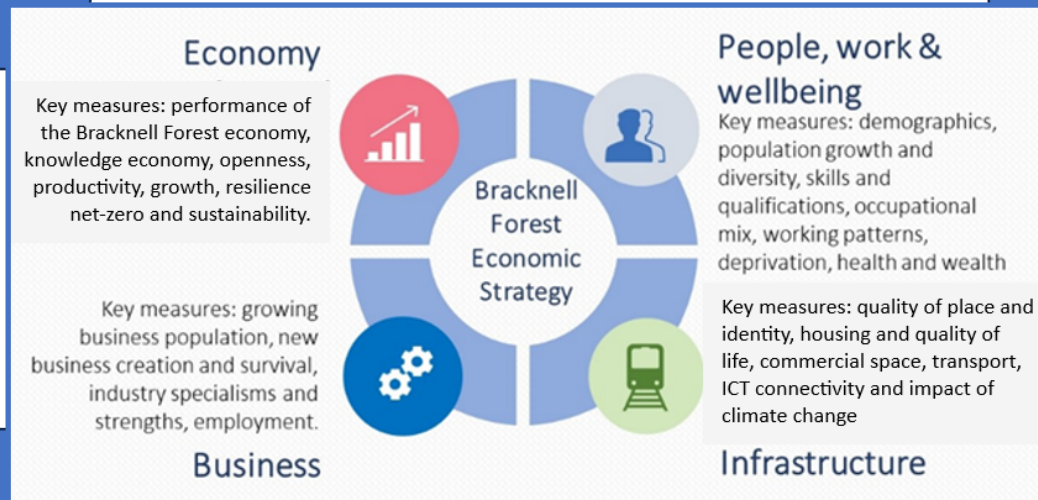 Economy
Key measures: performance of
the Bracknell Forest economy,
knowledge economy, openness,
productivity, growth, resilience
net-zero and sustainability.
People, work &
wellbeing
Key measures: demographics,
population growth and
diversity, skills and
qualifications, occupational
mix, working patterns,
deprivation, health and wealth
Bracknell
Forest
Economic
Strategy
Key measures: growing
business population, new
business creation and survival,
industry specialisms and
strengths, employment.
Business
Key measures: quality of place and
identity, housing and quality of
life, commercial space, transport,
ICT connectivity and impact of
climate change
Infrastructure